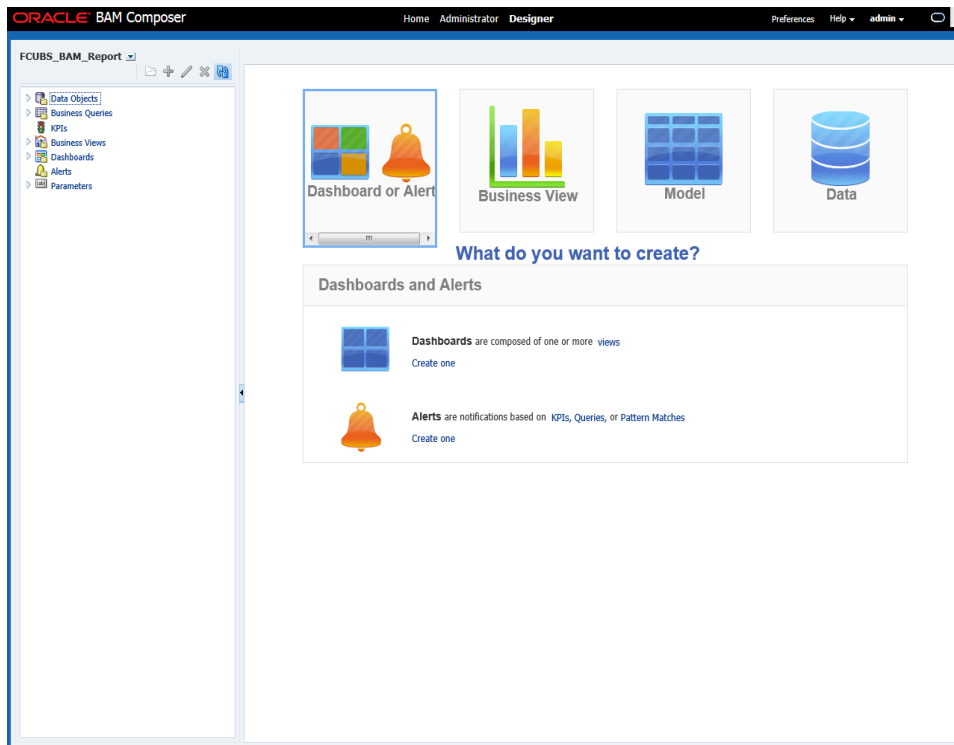 ORACLE BAM Composer Home Administrator Designer Preferences Help admin
FCUBS_BAM_Report
Data Objects
Business Queries
KPIs
Business Views
Dashboards
Alerts
Parameters
Dashboard or Alert
Business View
Model
Data
What do you want to create?
Dashboards and Alerts
Dashboards are composed of one or more views
Create one
Alerts are notifications based on KPIs, Queries, or Pattern Matches
Create one